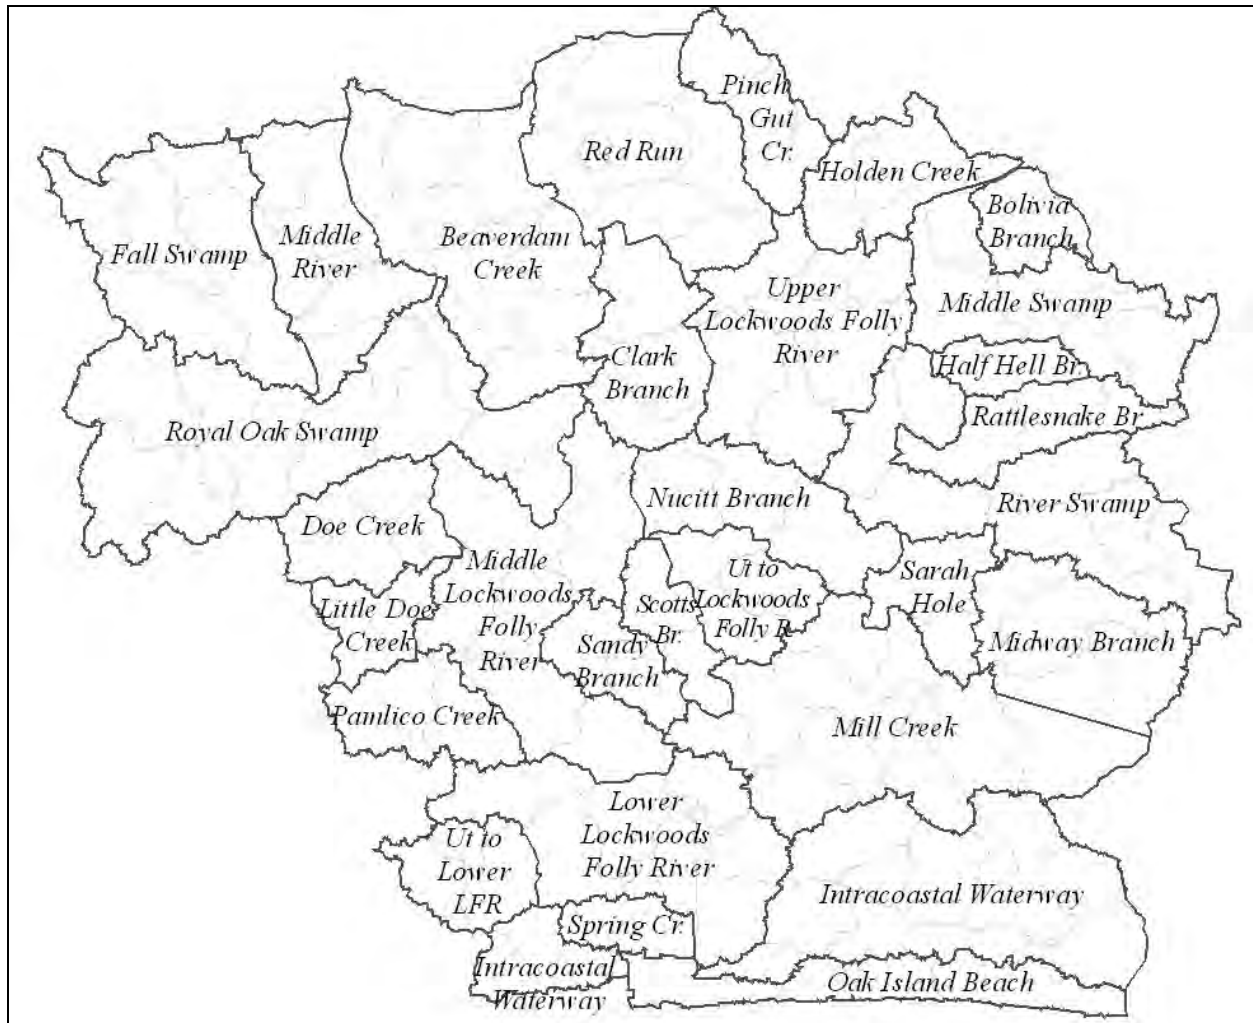 Pinch
Gut
Cr.
Red Run
Holden Creek
Bolivia
Branch
Fall Swamp
Middle
River
Beaverdam
Creek
Upper
Lockwoods Folly
River
Middle Swamp
Clark
Branch
Half Hell Br.
Rattlesnake Br.
Royal Oak Swamp
Nucitt Branch
River Swamp
Doe Creek
Middle
Lockwoods
Folly
River
Ut to
Lockwoods
Folly R.
Scotts
Br.
Sarah
Hole
Little Doe
Creek
Sandy
Branch
Midway Branch
Pamlico Creek
Mill Creek
Lower
Lockwoods
Folly River
Ut to
Lower
LFR
Intracoastal Waterway
Spring Cr.
Intracoastal
Waterway
Oak Island Beach